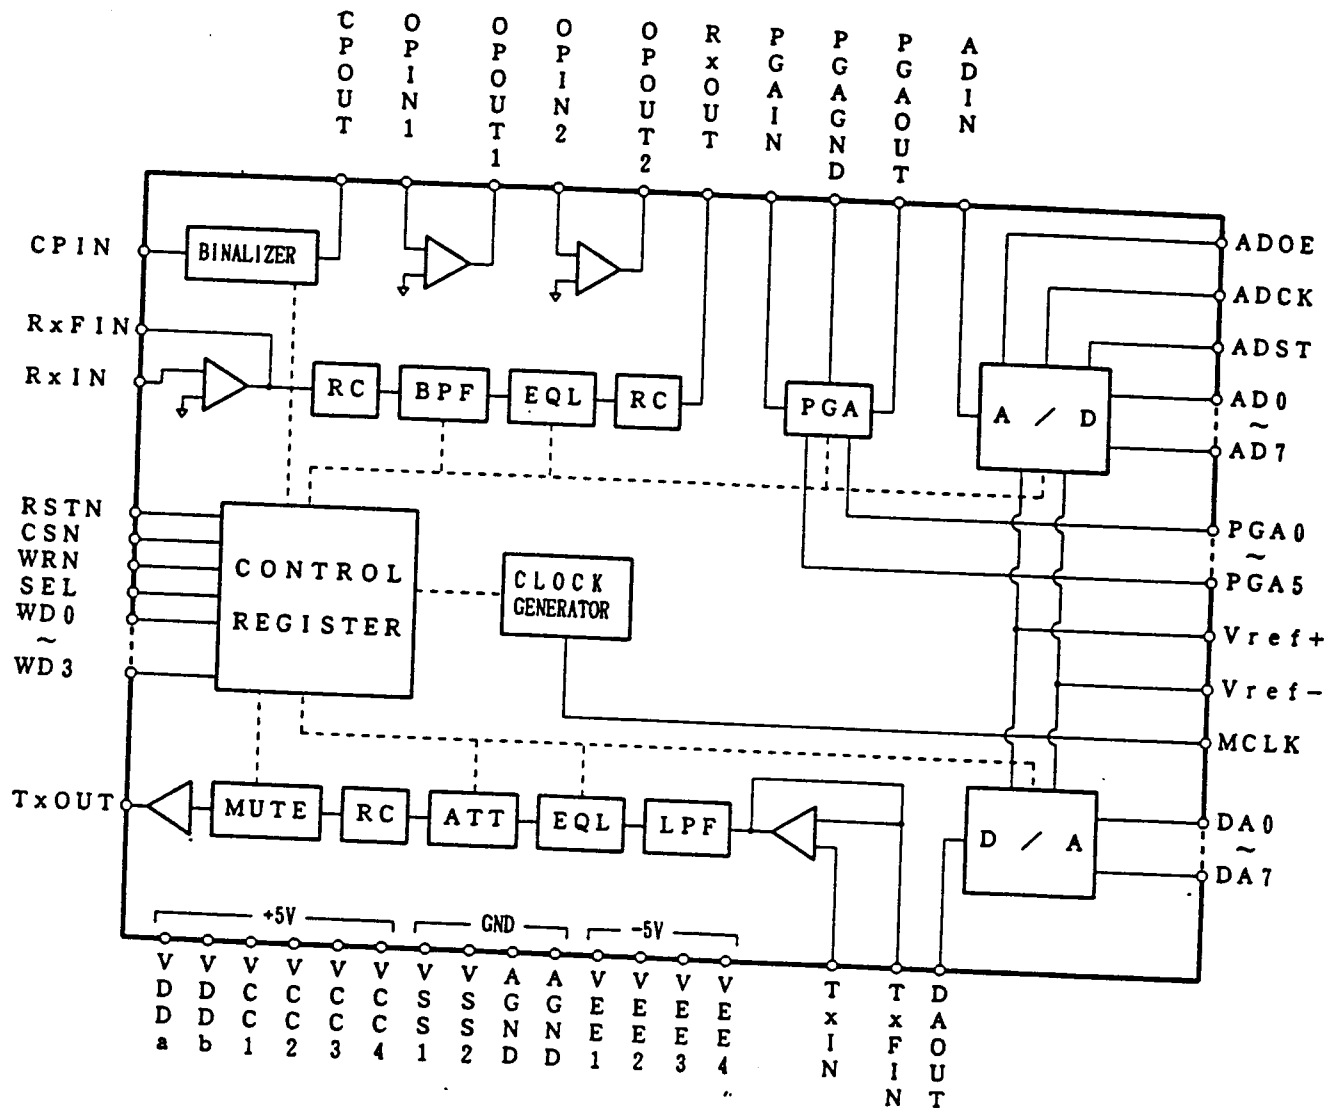 CPOUT
OPIN1
OPOUT1
OPIN2
OPOUT2
RxOUT
PGAIN
PGAGND
PGAOUT
ADIN
CPIN
BINALIZER
ADOE
ADCK
RxFIN
ADST
RxIN
RC
BPF
EQL
RC
PGA
A / D
AD0
~
AD7
RSTN
CSN
WRN
SEL
WD0
~
WD3
CONTROL
REGISTER
CLOCK
GENERATOR
PGA0
~
PGA5
Vref+
Vref-
MCLK
TxOUT
MUTE
RC
ATT
EQL
LPF
D / A
DA0
~
DA7
+5V
GND
-5V
VDDa
VDDb
VCC1
VCC2
VCC3
VCC4
VSS1
VSS2
AGND
AGND
VEE1
VEE2
VEE3
VEE4
TxIN
TxFIN
DAOUT